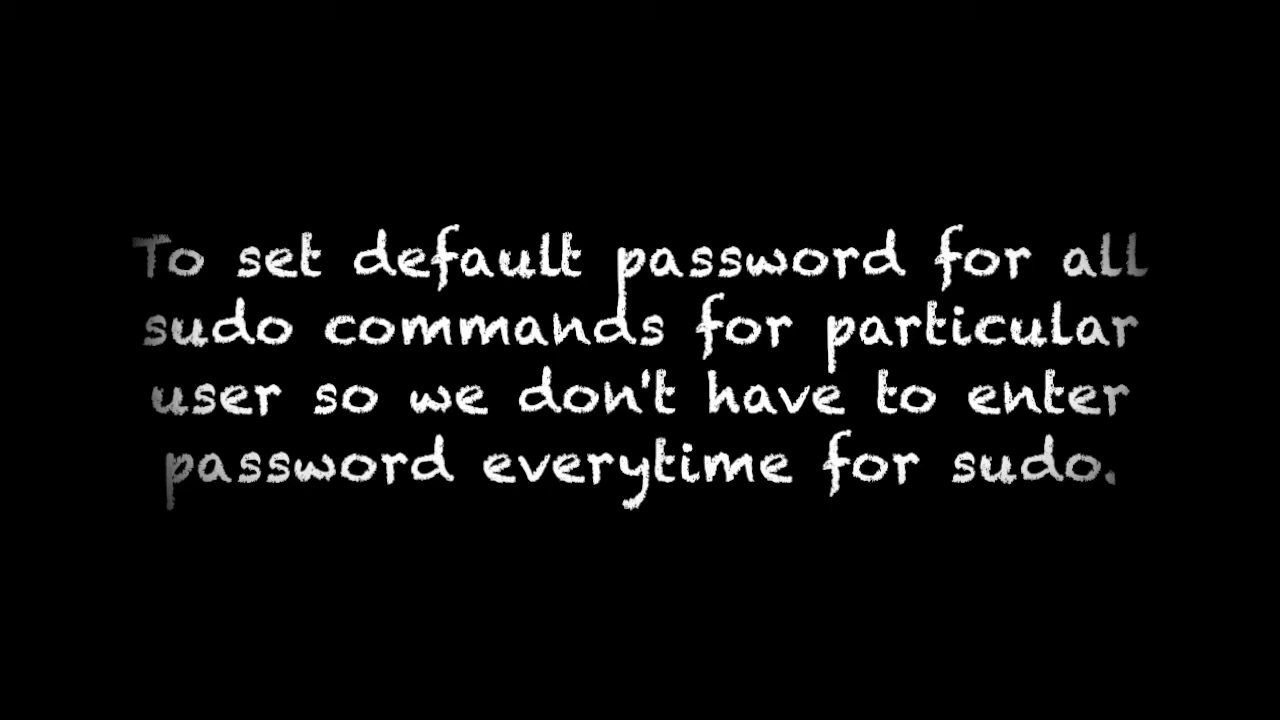 To set default password for all
sudo commands for particular
user so we don't have to enter
password everytime for sudo.